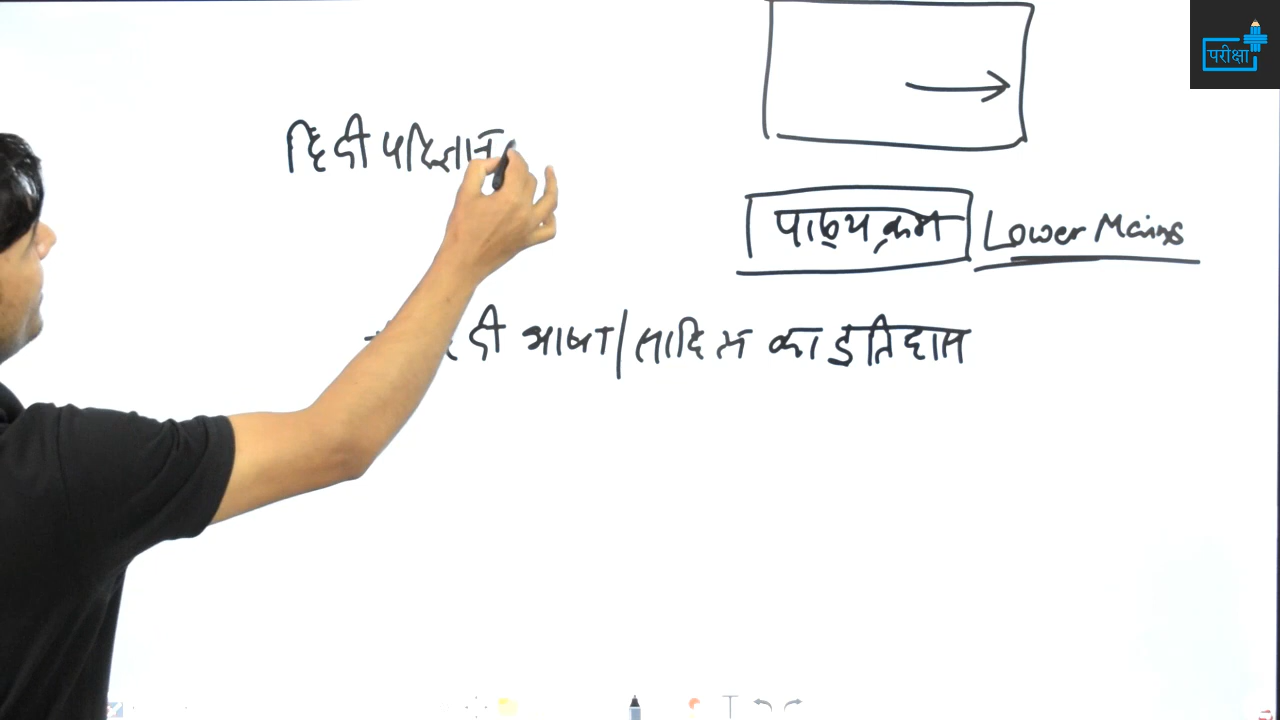 परीक्षा
हिंदी परिज्ञान
पाठ्यक्रम Lower Mains
दी भाषा/साहित्य का इतिहास